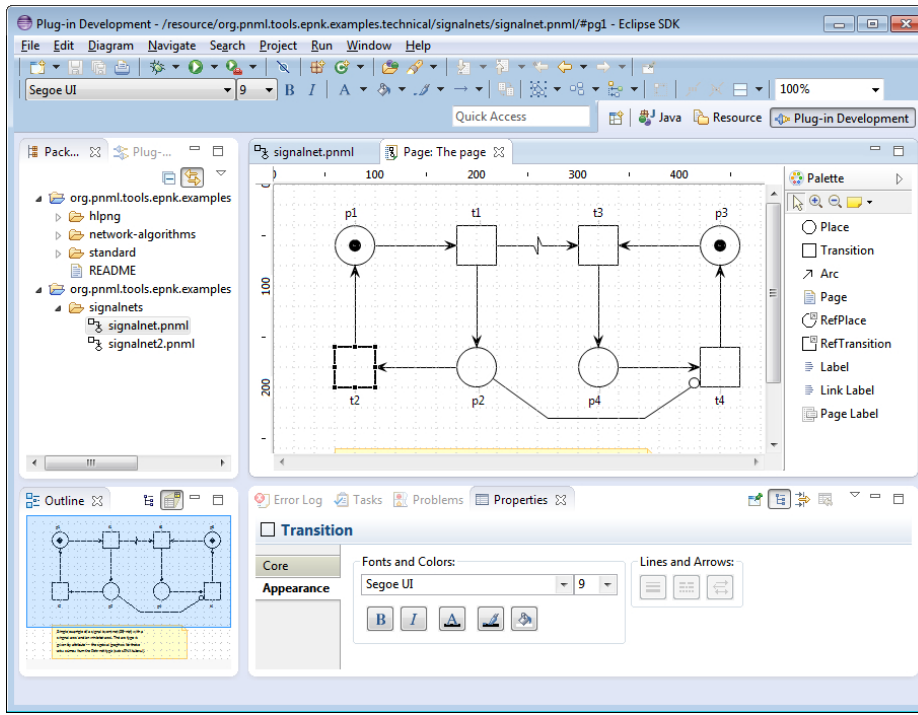 Plug-in Development - /resource/org.pnml.tools.epnk.examples.technical/signalnets/signalnet.pnml/#pg1 - Eclipse SDK
File Edit Diagram Navigate Search Project Run Window Help
Segoe UI 9 B I A 100%
Quick Access Java Resource Plug-in Development
Pack... Plug-...
org.pnml.tools.epnk.examples
hlpng
network-algorithms
standard
README
org.pnml.tools.epnk.examples
signalnets
signalnet.pnml
signalnet2.pnml
signalnet.pnml Page: The page
0 100 200 300 400
100
200
p1 t1 t3 p3
t2 p2 p4 t4
Palette
Place
Transition
Arc
Page
RefPlace
RefTransition
Label
Link Label
Page Label
Outline
Error Log Tasks Problems Properties
Transition
Core
Appearance
Fonts and Colors:
Segoe UI 9
B I A
Lines and Arrows: